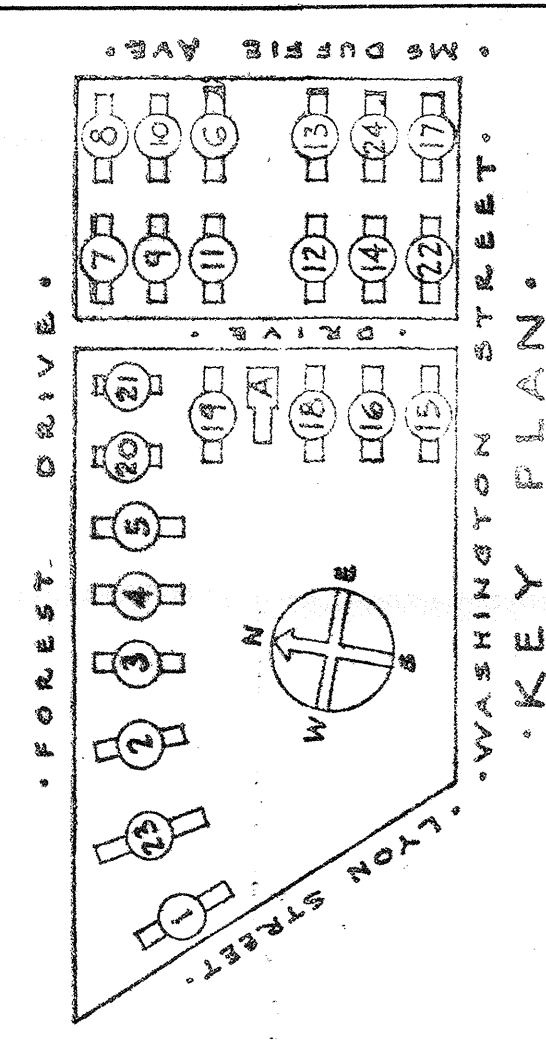 · MC DUFFIE AVE. ·
8 10 6 13 24 17
7 9 11 12 14 22
· DRIVE ·
· FOREST DRIVE ·
21 19 A 18 16 15
20
5
4
3
2
23
1
N
E
S
W
· LYON STREET ·
· WASHINGTON STREET ·
· KEY PLAN ·